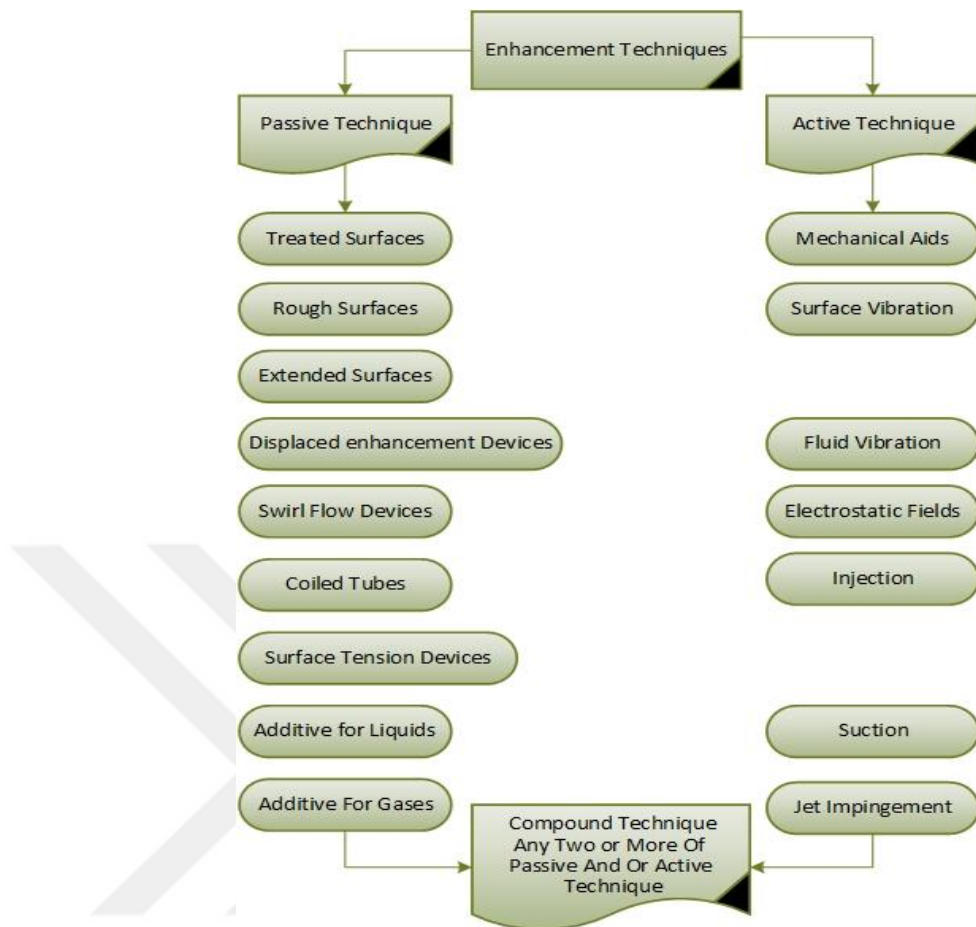 Enhancement Techniques
Passive Technique
Active Technique
Treated Surfaces
Mechanical Aids
Rough Surfaces
Surface Vibration
Extended Surfaces
Displaced enhancement Devices
Fluid Vibration
Swirl Flow Devices
Electrostatic Fields
Coiled Tubes
Injection
Surface Tension Devices
Additive for Liquids
Suction
Additive For Gases
Jet Impingement
Compound Technique
Any Two or More Of
Passive And Or Active
Technique